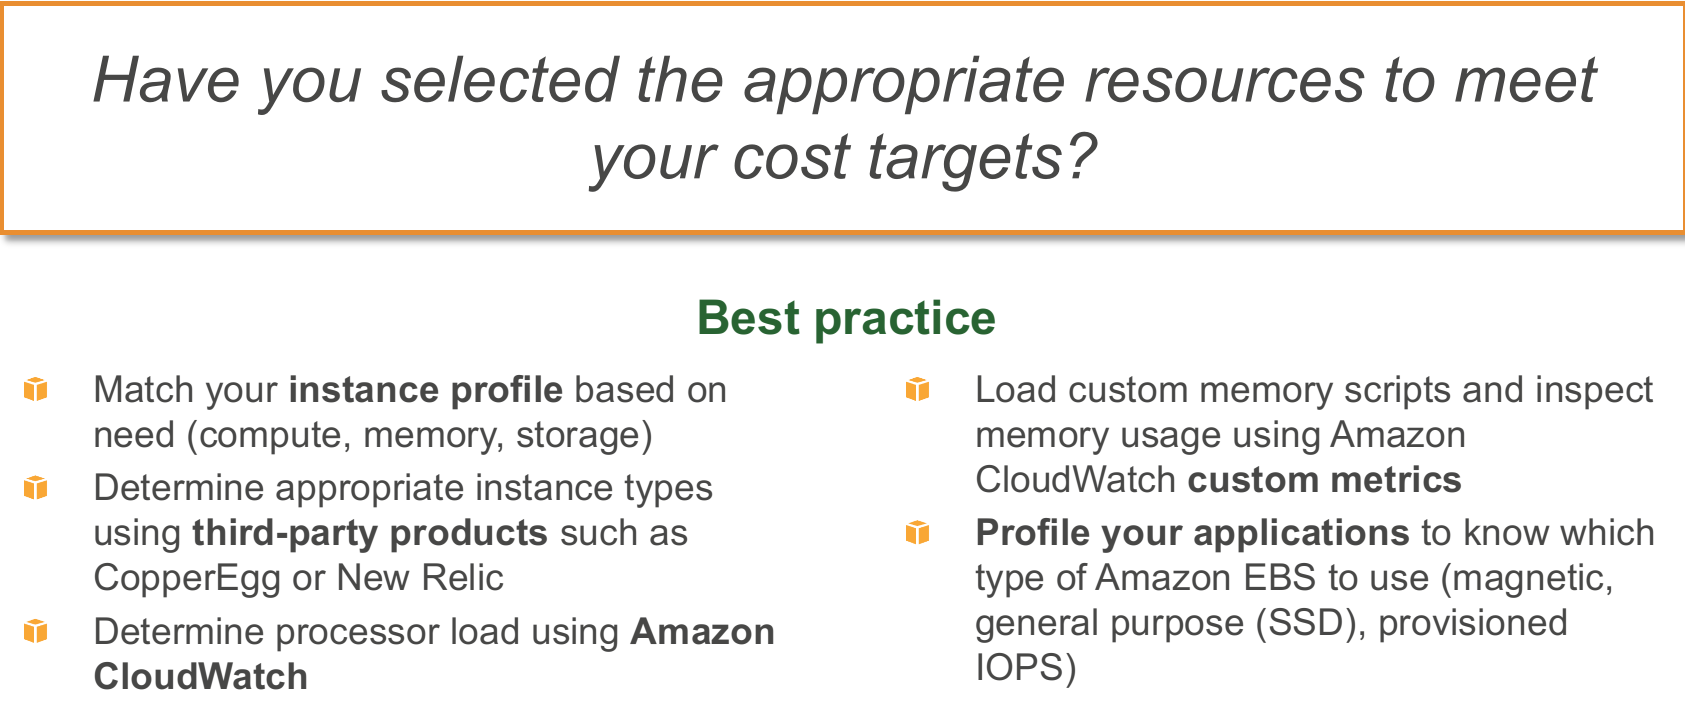 Have you selected the appropriate resources to meet
your cost targets?
Best practice
Match your instance profile based on
need (compute, memory, storage)
Determine appropriate instance types
using third-party products such as
CopperEgg or New Relic
Determine processor load using Amazon
CloudWatch
Load custom memory scripts and inspect
memory usage using Amazon
CloudWatch custom metrics
Profile your applications to know which
type of Amazon EBS to use (magnetic,
general purpose (SSD), provisioned
IOPS)